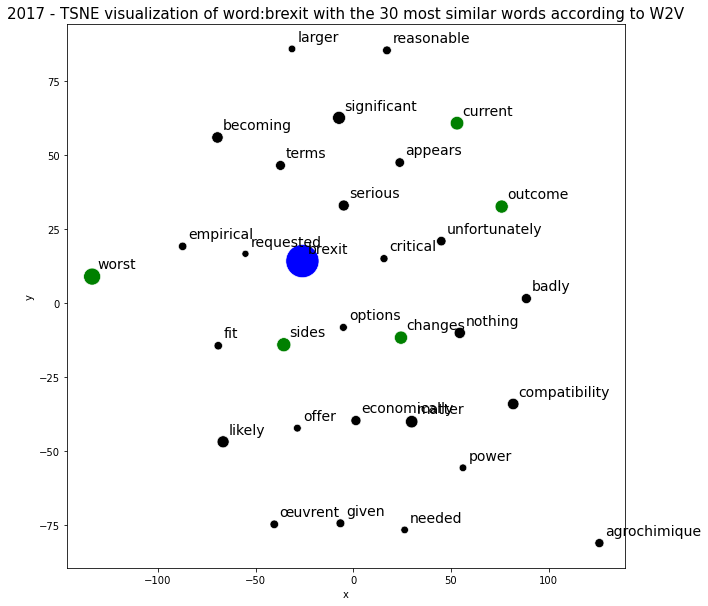 2017 - TSNE visualization of word:brexit with the 30 most similar words according to W2V
larger
reasonable
75
significant
current
becoming
50
terms
appears
serious
outcome
25
unfortunately
empirical
requested
brexit
critical
worst
y
0
badly
options
nothing
changes
fit
sides
−25
compatibility
economically
matter
offer
likely
−50
power
œuvrent
given
needed
−75
agrochimique
−100
−50
0
50
100
x